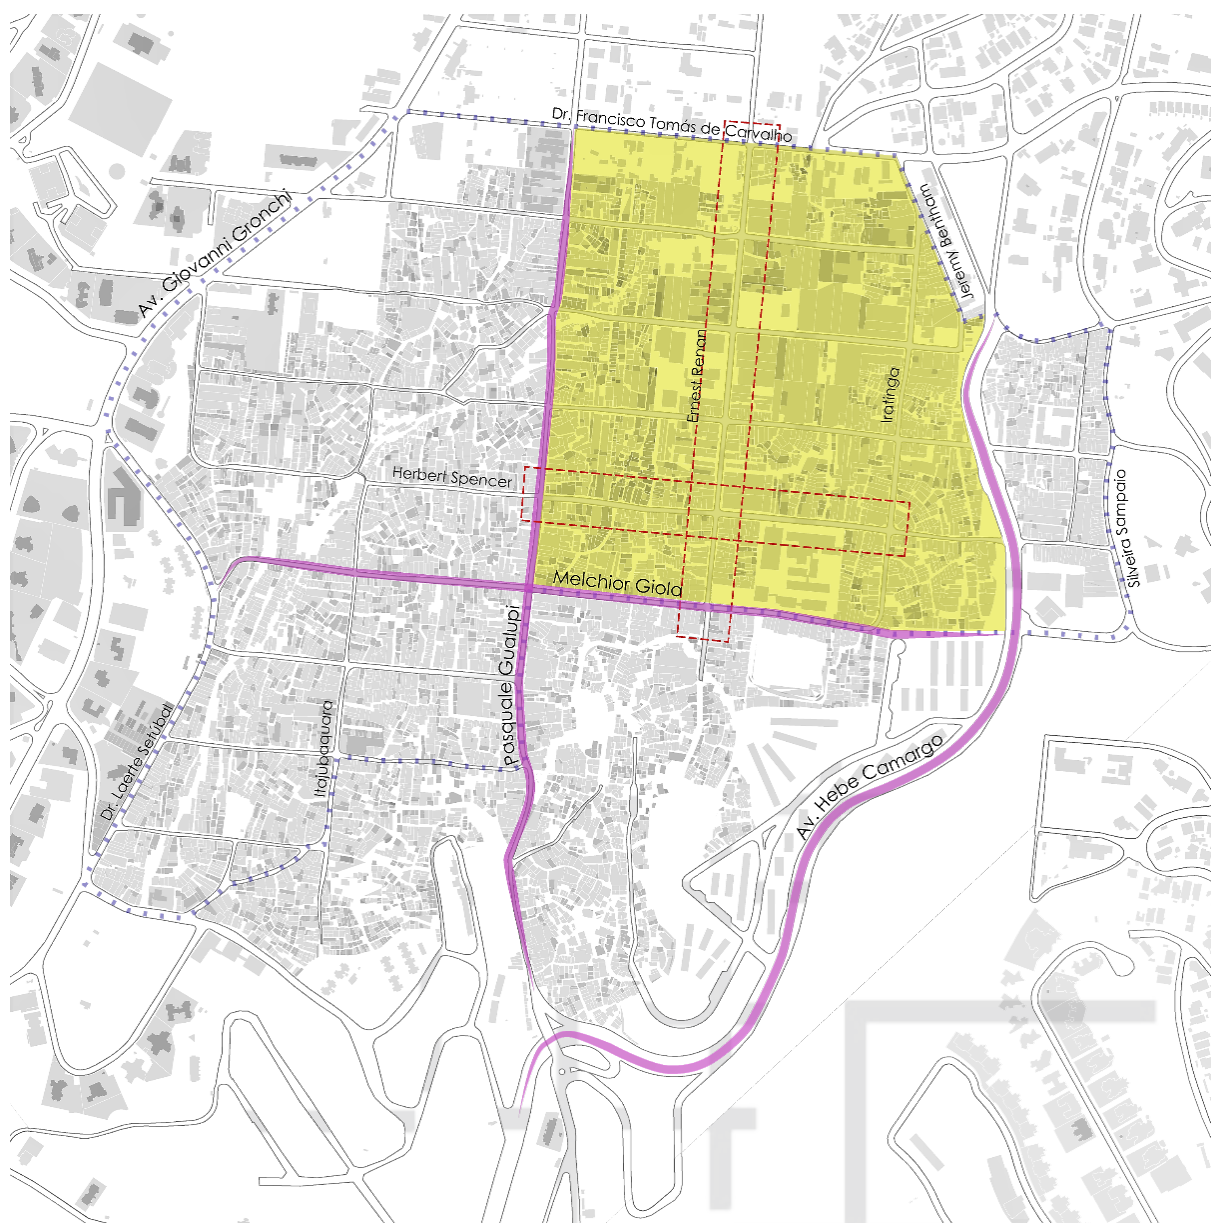 Dr. Francisco Tomás de Carvalho
Av. Giovanni Gronchi
Jeremy Bentham
Ernest Renan
Iratinga
Herbert Spencer
Silveira Sampaio
Melchior Giola
Pasquale Gualupi
Itajubaquara
Dr. Laerte Setúbal
Av. Hebe Camargo